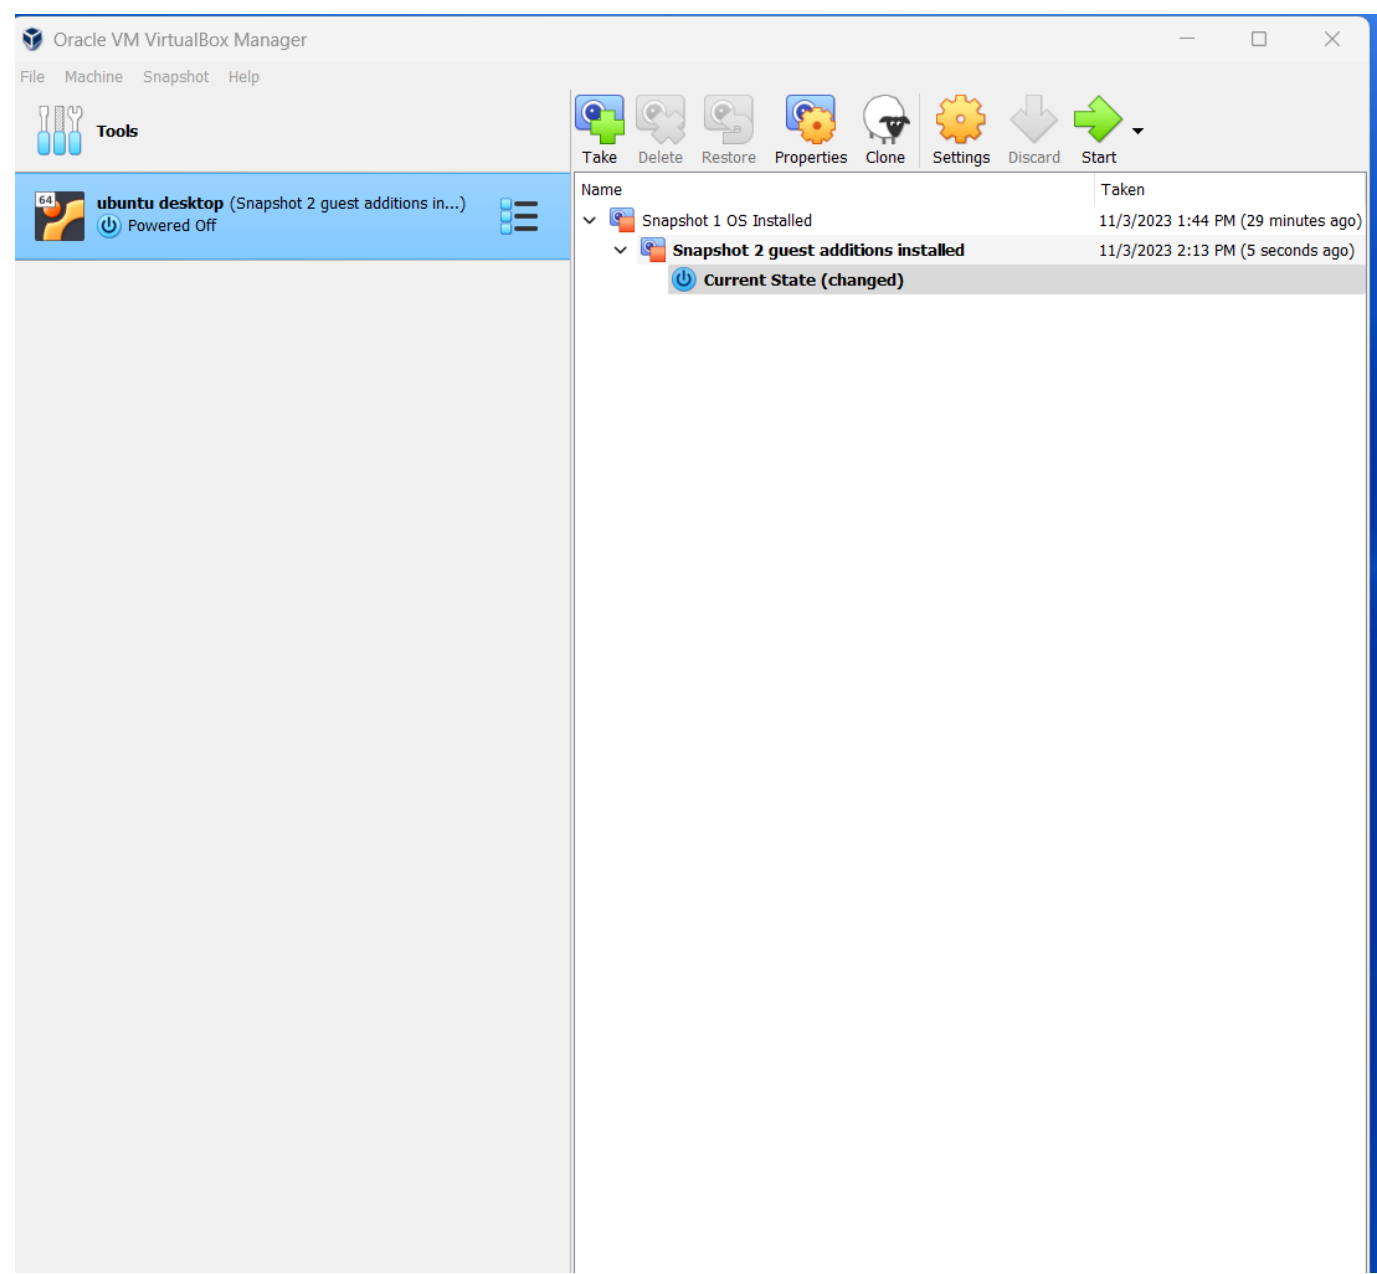 Oracle VM VirtualBox Manager
File Machine Snapshot Help
Tools
Take Delete Restore Properties Clone Settings Discard Start
Name Taken
64
ubuntu desktop (Snapshot 2 guest additions in...)
Powered Off
Snapshot 1 OS Installed 11/3/2023 1:44 PM (29 minutes ago)
Snapshot 2 guest additions installed 11/3/2023 2:13 PM (5 seconds ago)
Current State (changed)